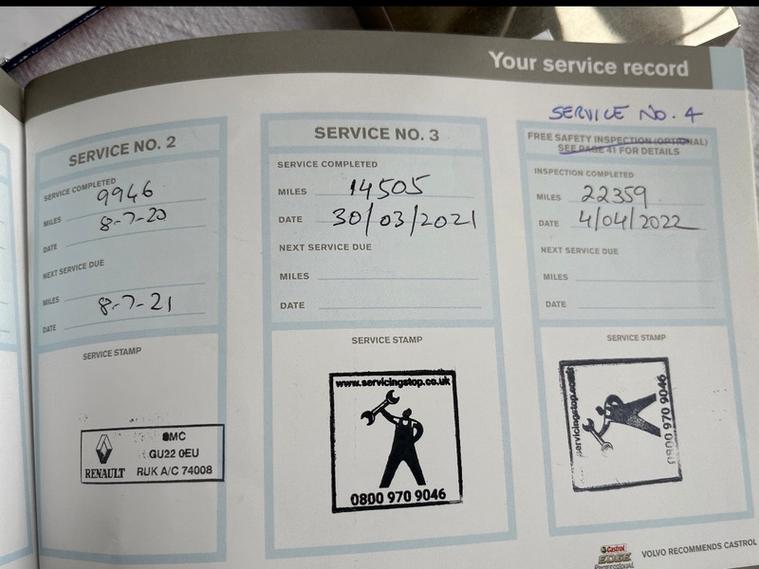 Your service record
SERVICE NO. 2
SERVICE COMPLETED
9946
MILES
8-7-20
DATE
NEXT SERVICE DUE
MILES
8-7-21
DATE
SERVICE STAMP
RENAULT
SMC
GU22 0EU
RUK A/C 74008
SERVICE NO. 3
SERVICE COMPLETED
MILES 14505
DATE 30/03/2021
NEXT SERVICE DUE
MILES
DATE
SERVICE STAMP
www.servicingstop.co.uk
0800 970 9046
SERVICE NO. 4
FREE SAFETY INSPECTION (OPTIONAL)
SEE PAGE 41 FOR DETAILS
INSPECTION COMPLETED
MILES 22359
DATE 4/04/2022
NEXT SERVICE DUE
MILES
DATE
SERVICE STAMP
servicingstop.co.uk
0800 970 9046
Castrol
EDGE
Professional
VOLVO RECOMMENDS CASTROL